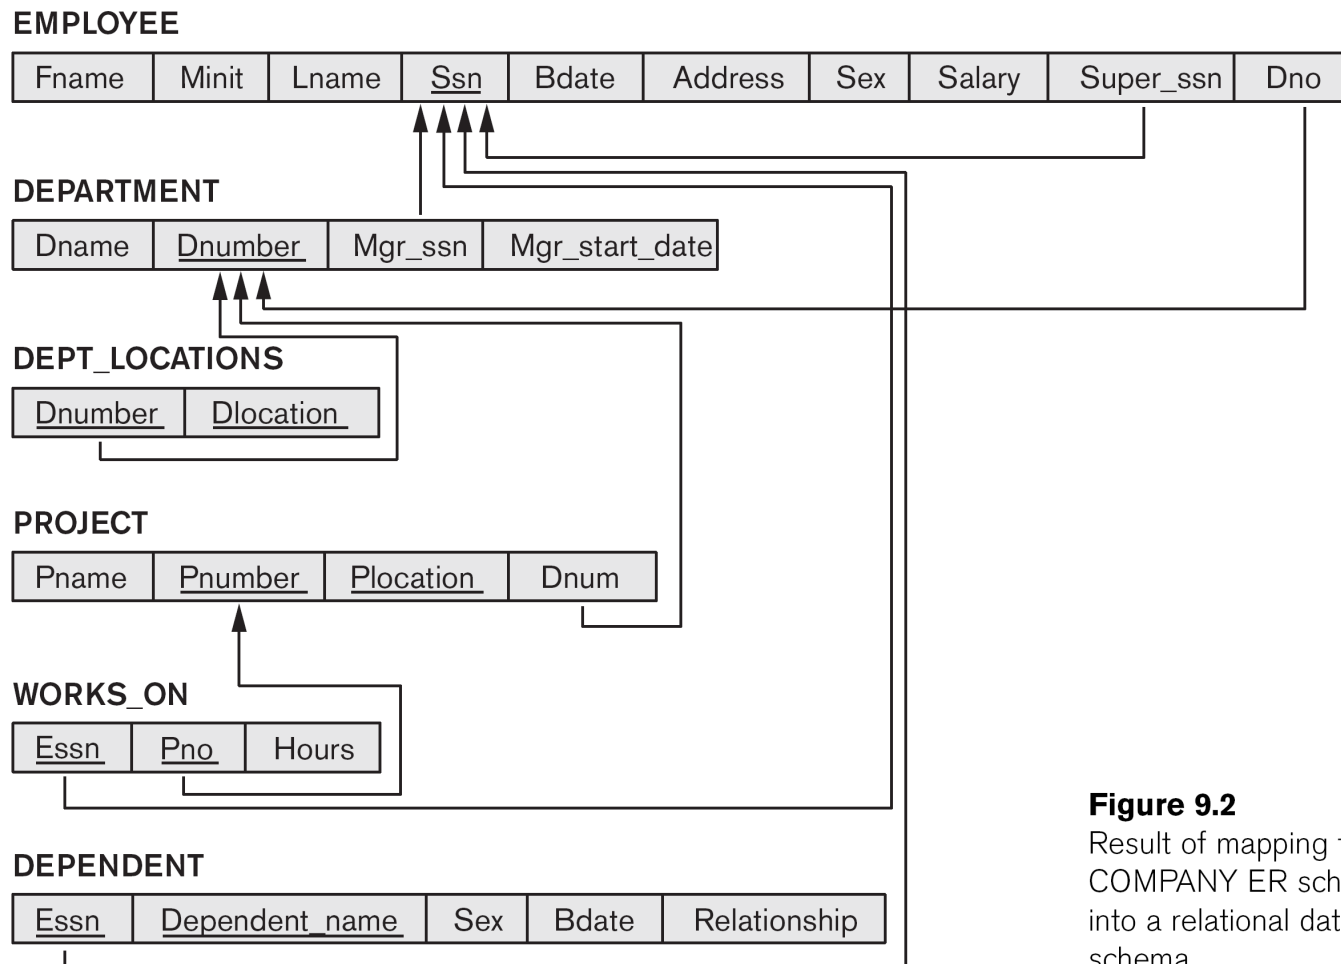 EMPLOYEE
Fname Minit Lname Ssn Bdate Address Sex Salary Super_ssn Dno
DEPARTMENT
Dname Dnumber Mgr_ssn Mgr_start_date
DEPT_LOCATIONS
Dnumber Dlocation
PROJECT
Pname Pnumber Plocation Dnum
WORKS_ON
Essn Pno Hours
DEPENDENT
Essn Dependent_name Sex Bdate Relationship
Figure 9.2
Result of mapping
COMPANY ER
into a relational
schema